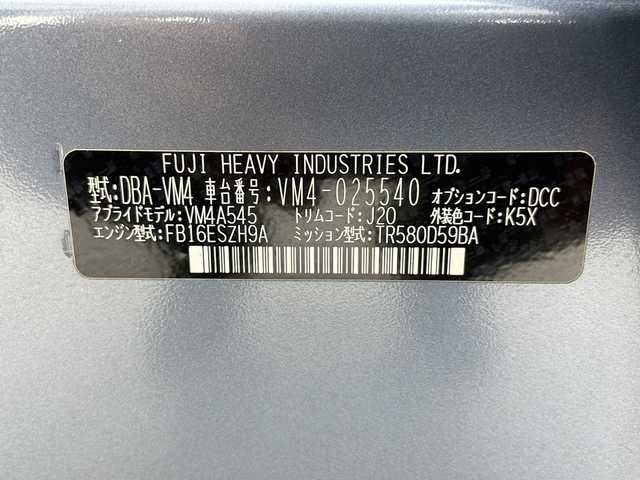 FUJI HEAVY INDUSTRIES LTD.
型式:DBA-VM4 車台番号:VM4-025540 オプションコード:DCC
アプライドモデル:VM4A545 トリムコード:J20 外装色コード:K5X
エンジン型式:FB16ESZH9A ミッション型式:TR580D59BA